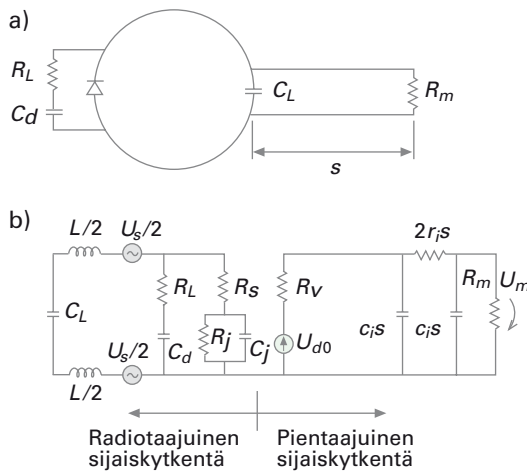 a)
R_L
C_d
C_L
R_m
s
b)
L/2
U_s/2
2r_is
C_L
R_L
R_s
R_v
R_m
U_m
R_j
C_j
C_d
U_d0
c_is
c_is
L/2
U_s/2
Radiotaajuinen
sijaiskytkentä
Pientaajuinen
sijaiskytkentä